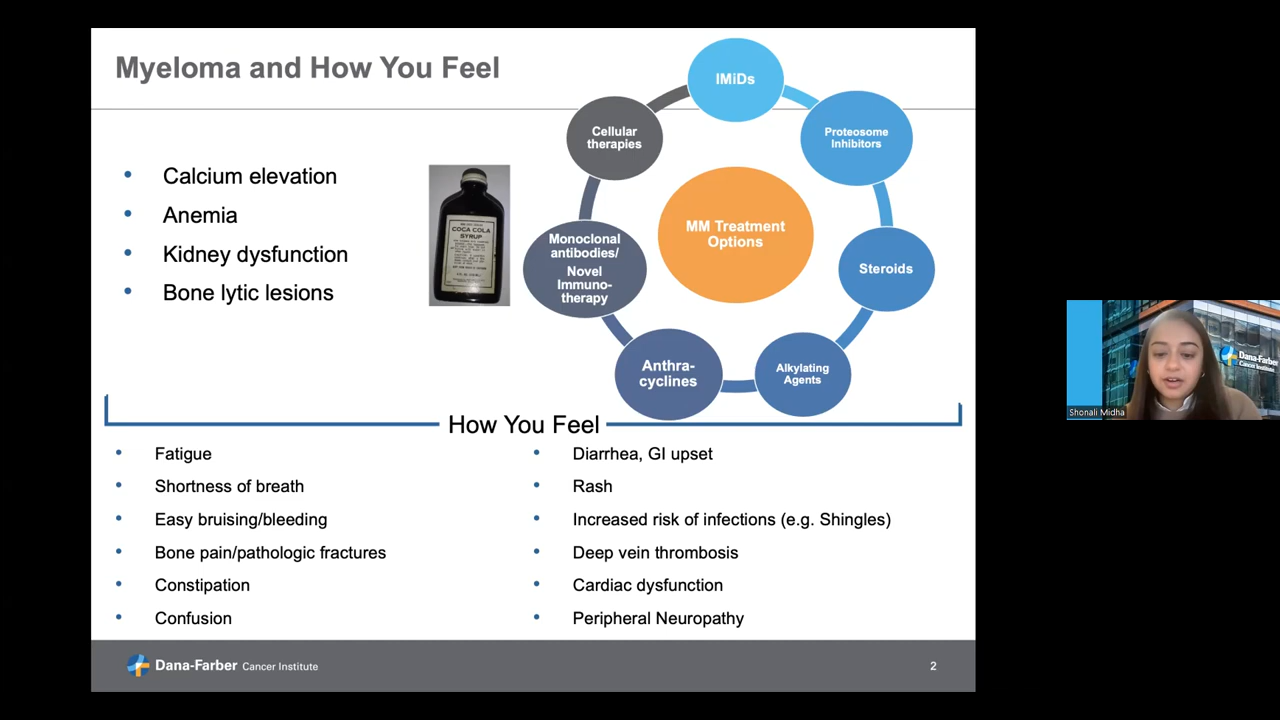 Myeloma and How You Feel
• Calcium elevation
• Anemia
• Kidney dysfunction
• Bone lytic lesions
COCA COLA
SYRUP
IMiDs
Proteosome
Inhibitors
Steroids
Alkylating
Agents
Anthra-
cyclines
Monoclonal
antibodies/
Novel
Immuno-
therapy
Cellular
therapies
MM Treatment
Options
How You Feel
• Fatigue
• Shortness of breath
• Easy bruising/bleeding
• Bone pain/pathologic fractures
• Constipation
• Confusion
• Diarrhea, GI upset
• Rash
• Increased risk of infections (e.g. Shingles)
• Deep vein thrombosis
• Cardiac dysfunction
• Peripheral Neuropathy
Dana-Farber Cancer Institute
2
Dana-Farber
Cancer Institute
Shonali Midha